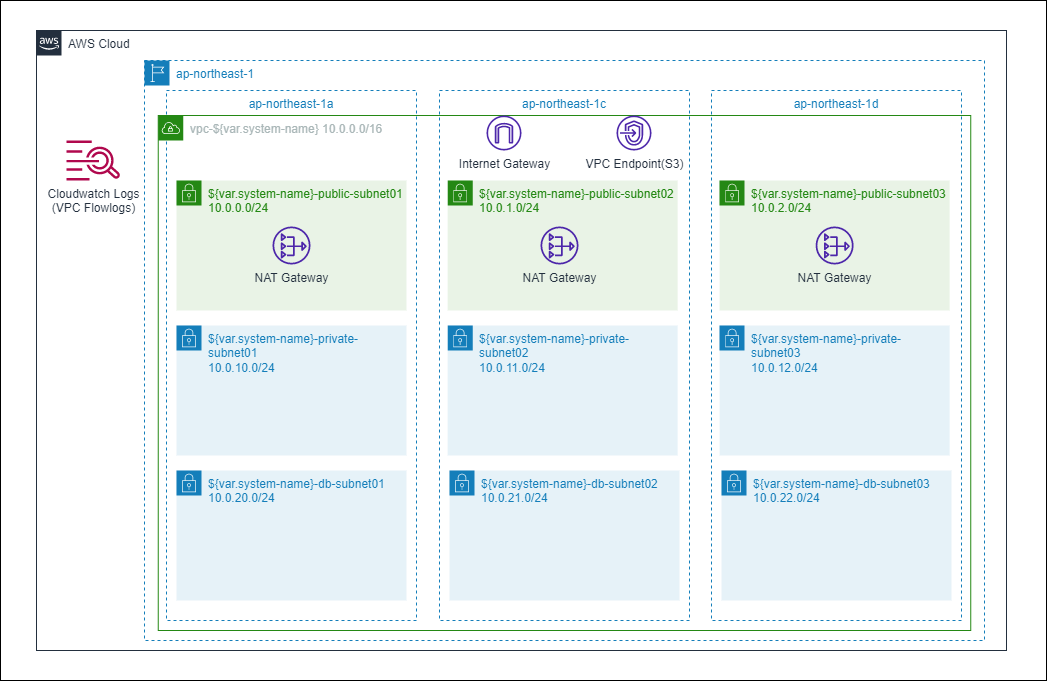 aws
AWS Cloud
ap-northeast-1
ap-northeast-1a
ap-northeast-1c
ap-northeast-1d
vpc-${var.system-name} 10.0.0.0/16
Internet Gateway
VPC Endpoint(S3)
Cloudwatch Logs
(VPC Flowlogs)
${var.system-name}-public-subnet01
10.0.0.0/24
NAT Gateway
${var.system-name}-public-subnet02
10.0.1.0/24
NAT Gateway
${var.system-name}-public-subnet03
10.0.2.0/24
NAT Gateway
${var.system-name}-private-
subnet01
10.0.10.0/24
${var.system-name}-private-
subnet02
10.0.11.0/24
${var.system-name}-private-
subnet03
10.0.12.0/24
${var.system-name}-db-subnet01
10.0.20.0/24
${var.system-name}-db-subnet02
10.0.21.0/24
${var.system-name}-db-subnet03
10.0.22.0/24